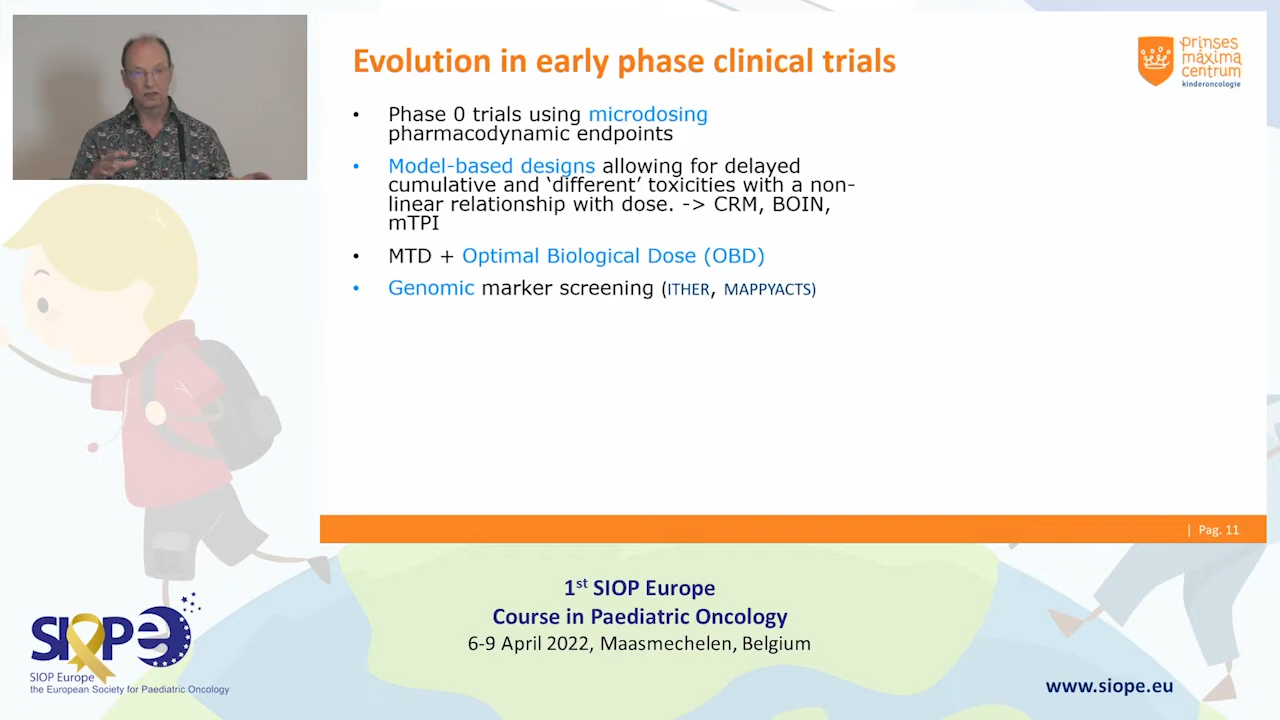 Evolution in early phase clinical trials
prinses
máxima
centrum
kinderoncologie
• Phase 0 trials using microdosing
pharmacodynamic endpoints
• Model-based designs allowing for delayed
cumulative and ‘different’ toxicities with a non-
linear relationship with dose. -> CRM, BOIN,
mTPI
• MTD + Optimal Biological Dose (OBD)
• Genomic marker screening (ITHER, MAPPYACTS)
| Pag. 11
1st SIOP Europe
Course in Paediatric Oncology
6-9 April 2022, Maasmechelen, Belgium
SIOPe
SIOP Europe
the European Society for Paediatric Oncology
www.siope.eu